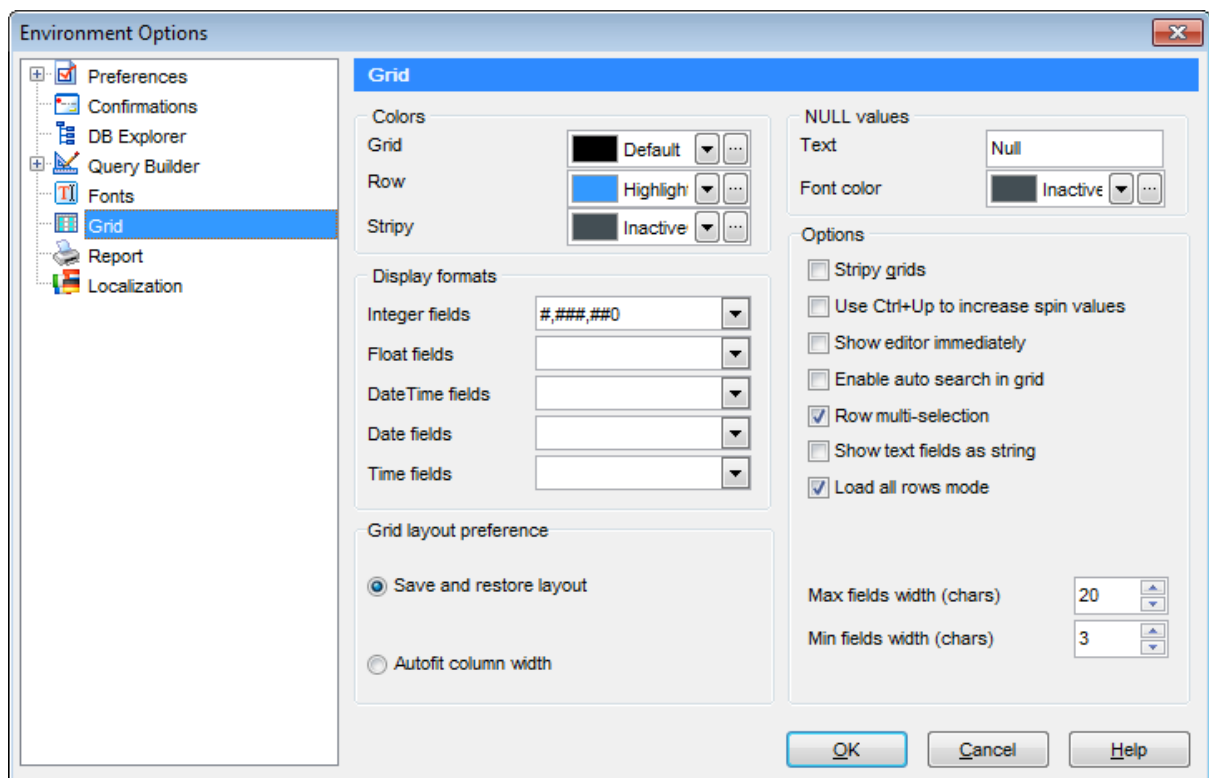 Environment Options
Preferences
Confirmations
DB Explorer
Query Builder
Fonts
Grid
Report
Localization
Grid
Colors
Grid
Default
Row
Highligh
Stripy
Inactive
Display formats
Integer fields
#,###,##0
Float fields
DateTime fields
Date fields
Time fields
Grid layout preference
Save and restore layout
Autofit column width
NULL values
Text
Null
Font color
Inactive
Options
Stripy grids
Use Ctrl+Up to increase spin values
Show editor immediately
Enable auto search in grid
Row multi-selection
Show text fields as string
Load all rows mode
Max fields width (chars)
20
Min fields width (chars)
3
OK
Cancel
Help